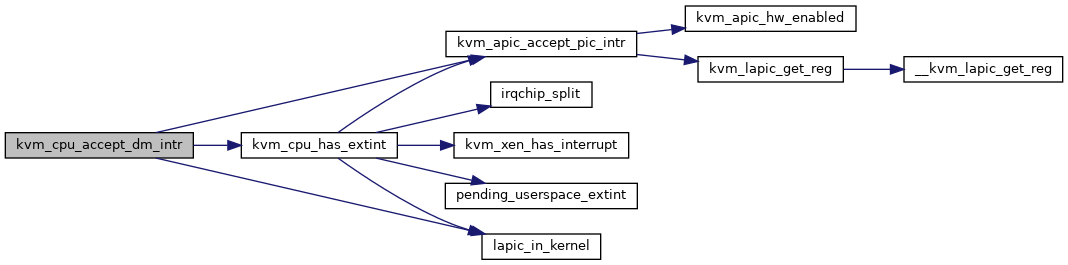 kvm_apic_hw_enabled
kvm_apic_accept_pic_intr
kvm_lapic_get_reg
__kvm_lapic_get_reg
irqchip_split
kvm_cpu_accept_dm_intr
kvm_cpu_has_extint
kvm_xen_has_interrupt
pending_userspace_extint
lapic_in_kernel